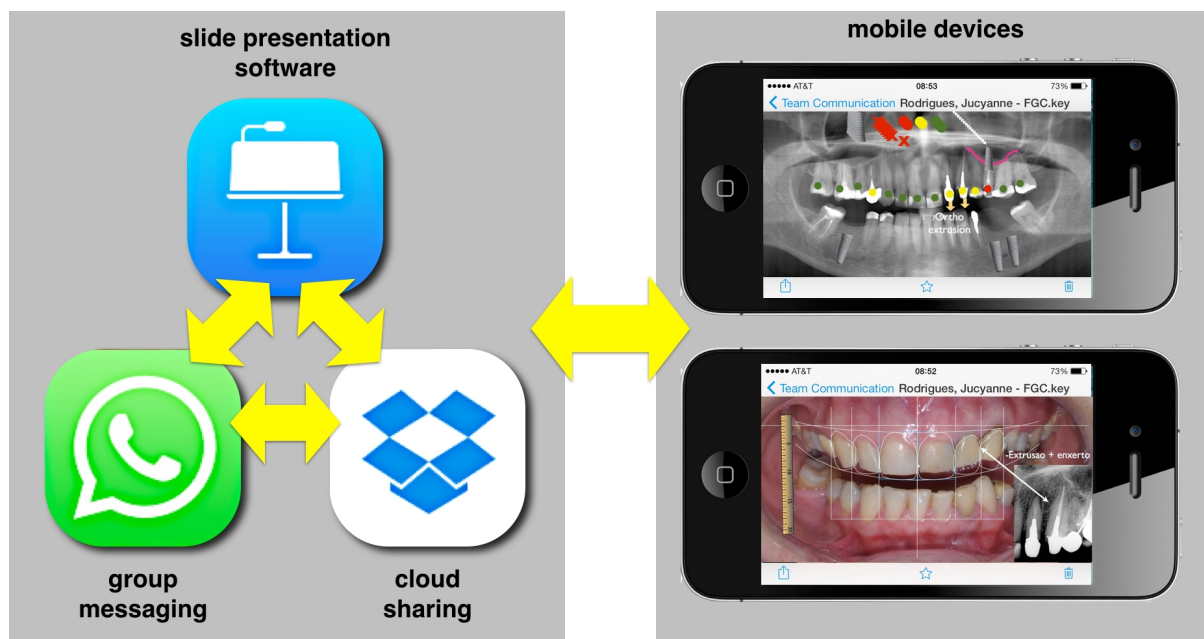 slide presentation
software
group
messaging
cloud
sharing
mobile devices
AT&T 08:53 73%
Team Communication Rodrigues, Jucyanne - FGC.key
x
Ortho
extrusion
AT&T 08:52 73%
Team Communication Rodrigues, Jucyanne - FGC.key
-Extrusao + enxerto